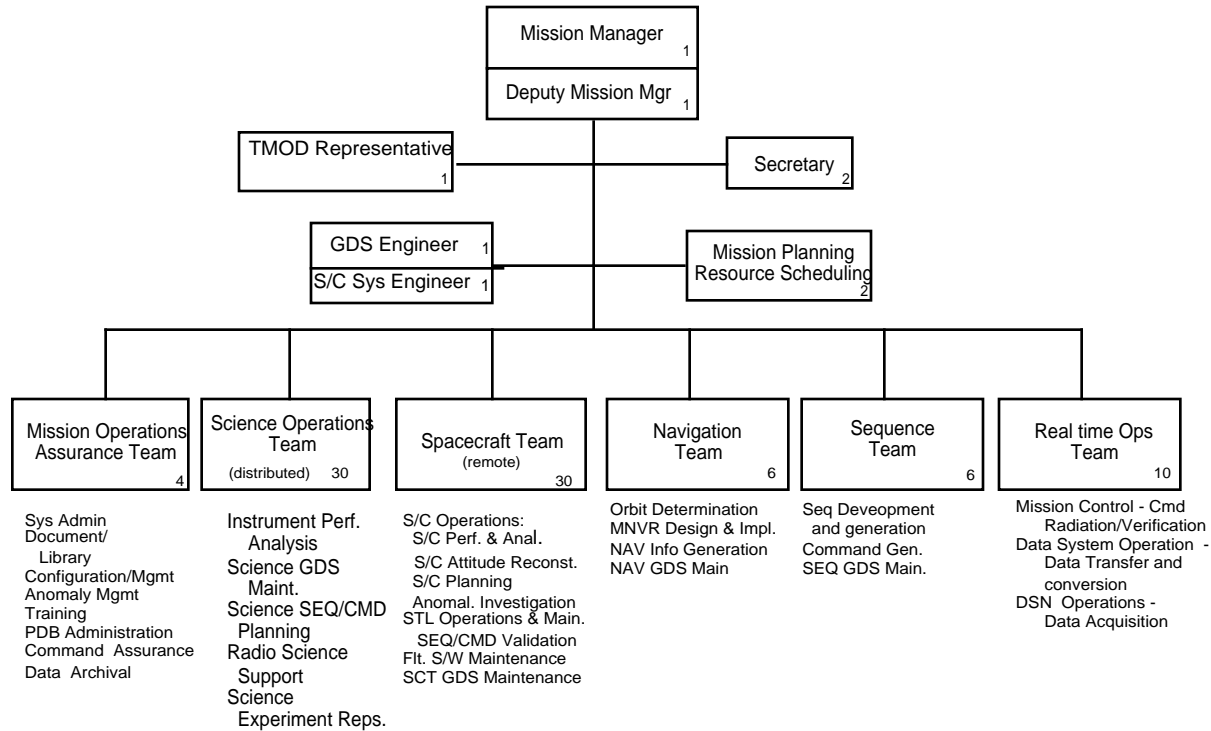 Mission Manager
1
Deputy Mission Mgr
1
TMOD Representative
1
Secretary
2
GDS Engineer 1
S/C Sys Engineer 1
Mission Planning
Resource Scheduling
2
Mission Operations
Assurance Team
4
Science Operations
Team
(distributed) 30
Spacecraft Team
(remote)
30
Navigation
Team
6
Sequence
Team
6
Real time Ops
Team
10
Sys Admin
Document/
Library
Configuration/Mgmt
Anomaly Mgmt
Training
PDB Administration
Command Assurance
Data Archival
Instrument Perf.
Analysis
Science GDS
Maint.
Science SEQ/CMD
Planning
Radio Science
Support
Science
Experiment Reps.
S/C Operations:
S/C Perf. & Anal.
S/C Attitude Reconst.
S/C Planning
Anomal. Investigation
STL Operations & Main.
SEQ/CMD Validation
Flt. S/W Maintenance
SCT GDS Maintenance
Orbit Determination
MNVR Design & Impl.
NAV Info Generation
NAV GDS Main
Seq Deveopment
and generation
Command Gen.
SEQ GDS Main.
Mission Control - Cmd
Radiation/Verification
Data System Operation -
Data Transfer and
conversion
DSN Operations -
Data Acquisition